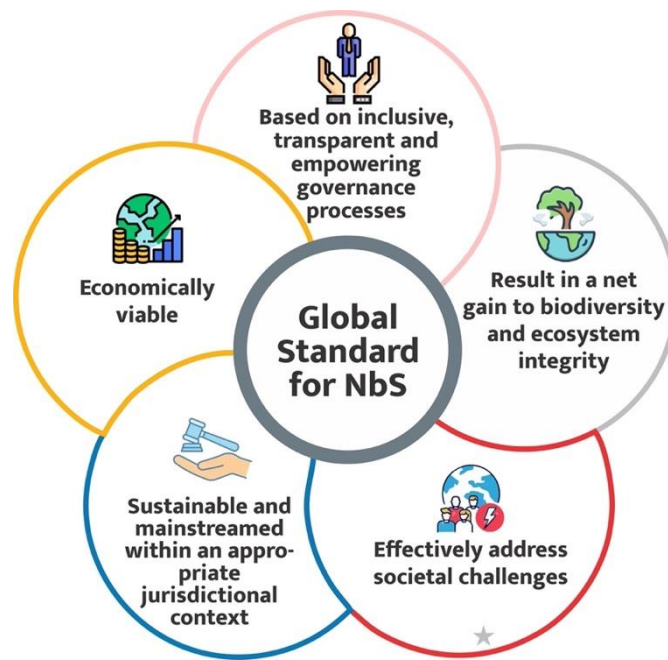 Based on inclusive,
transparent and
empowering
governance
processes
Economically
viable
Result in a net
gain to biodiversity
and ecosystem
integrity
Global
Standard
for NbS
Sustainable and
mainstreamed
within an appro-
priate
jurisdictional
context
Effectively address
societal challenges